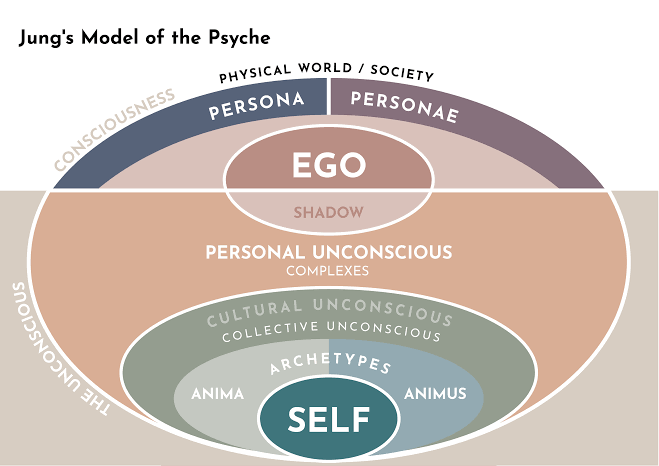 Jung's Model of the Psyche
PHYSICAL WORLD / SOCIETY
CONSCIOUSNESS
PERSONA
PERSONAE
EGO
SHADOW
PERSONAL UNCONSCIOUS
COMPLEXES
THE UNCONSCIOUS
CULTURAL UNCONSCIOUS
COLLECTIVE UNCONSCIOUS
ARCHETYPES
ANIMA
ANIMUS
SELF